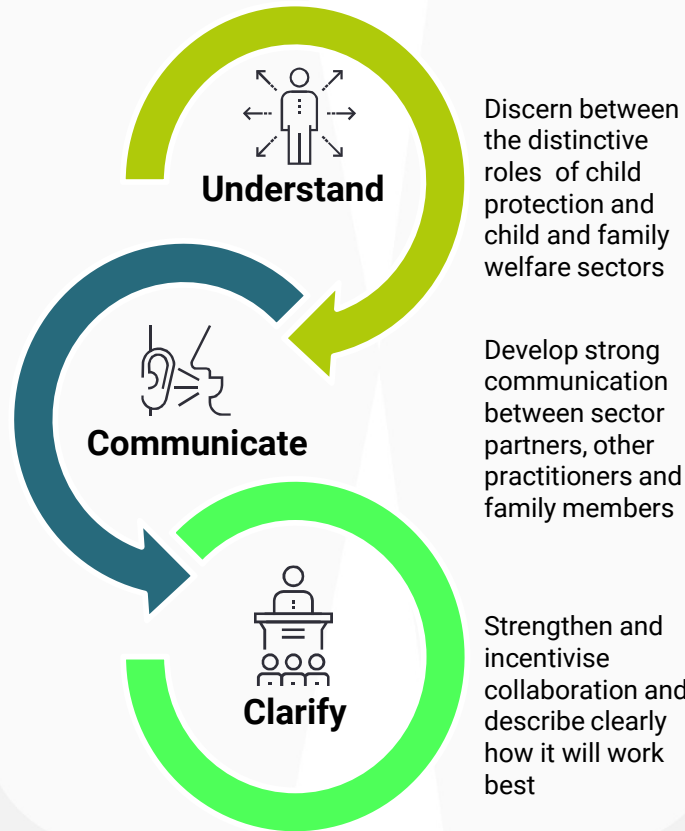 Understand
Discern between
the distinctive
roles of child
protection and
child and family
welfare sectors
Communicate
Develop strong
communication
between sector
partners, other
practitioners and
family members
Clarify
Strengthen and
incentivise
collaboration and
describe clearly
how it will work
best